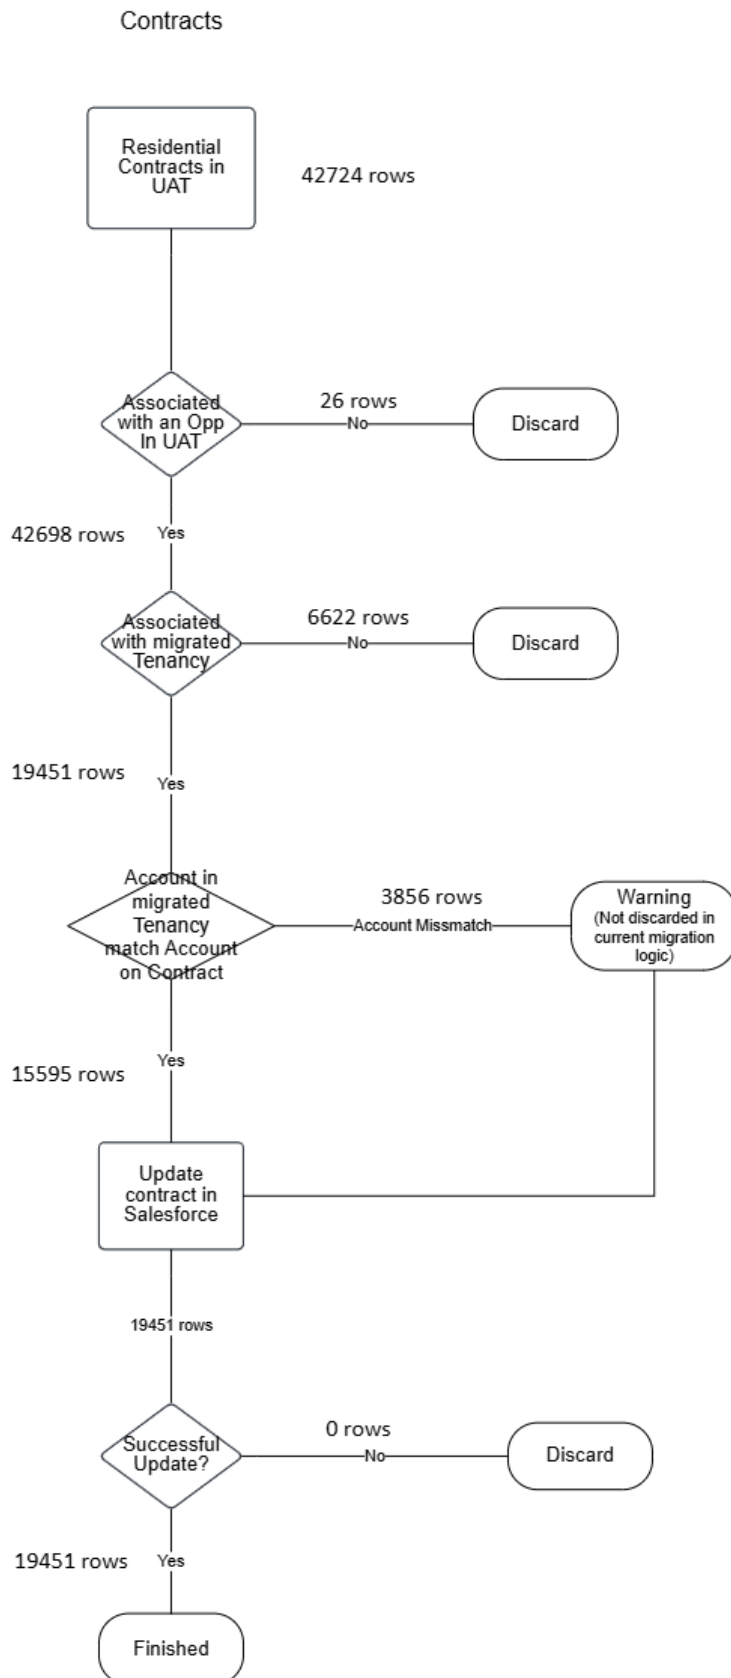 Contracts
Residential
Contracts in
UAT
42724 rows
Associated
with an Opp
In UAT
26 rows
No
Discard
42698 rows
Yes
Associated
with migrated
Tenancy
6622 rows
No
Discard
19451 rows
Yes
Account in
migrated
Tenancy
match Account
on Contract
3856 rows
Account Missmatch
Warning
(Not discarded in
current migration
logic)
15595 rows
Yes
Update
contract in
Salesforce
19451 rows
Successful
Update?
0 rows
No
Discard
19451 rows
Yes
Finished